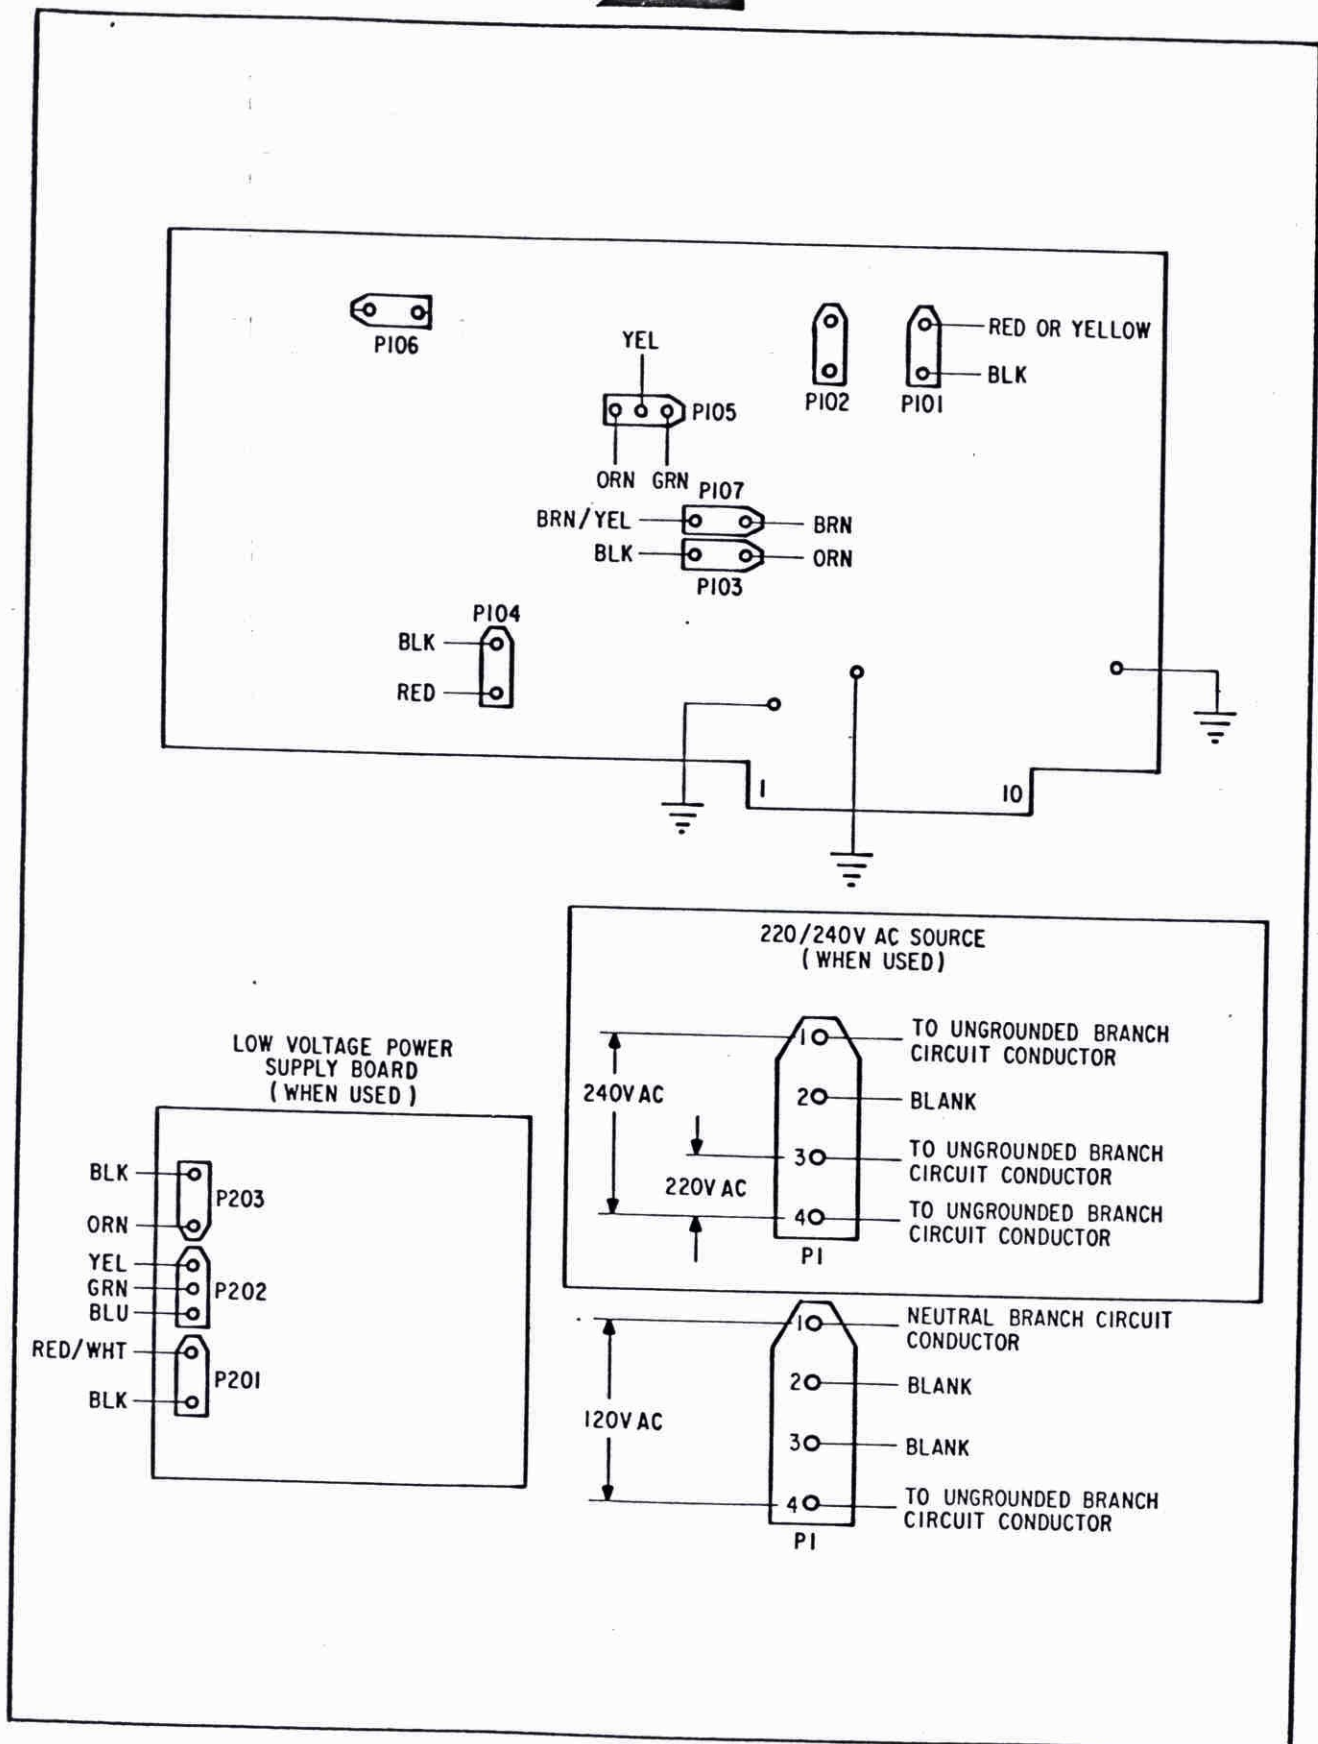 P106
YEL
RED OR YELLOW
BLK
P102
P101
P105
ORN GRN
P107
BRN/YEL
BRN
BLK
ORN
P103
P104
BLK
RED
1
10
220/240V AC SOURCE
(WHEN USED)
1
TO UNGROUNDED BRANCH
CIRCUIT CONDUCTOR
240V AC
2
BLANK
3
TO UNGROUNDED BRANCH
CIRCUIT CONDUCTOR
220V AC
4
TO UNGROUNDED BRANCH
CIRCUIT CONDUCTOR
P1
LOW VOLTAGE POWER
SUPPLY BOARD
(WHEN USED)
BLK
P203
ORN
YEL
GRN
P202
BLU
RED/WHT
P201
BLK
1
NEUTRAL BRANCH CIRCUIT
CONDUCTOR
2
BLANK
120V AC
3
BLANK
4
TO UNGROUNDED BRANCH
CIRCUIT CONDUCTOR
P1